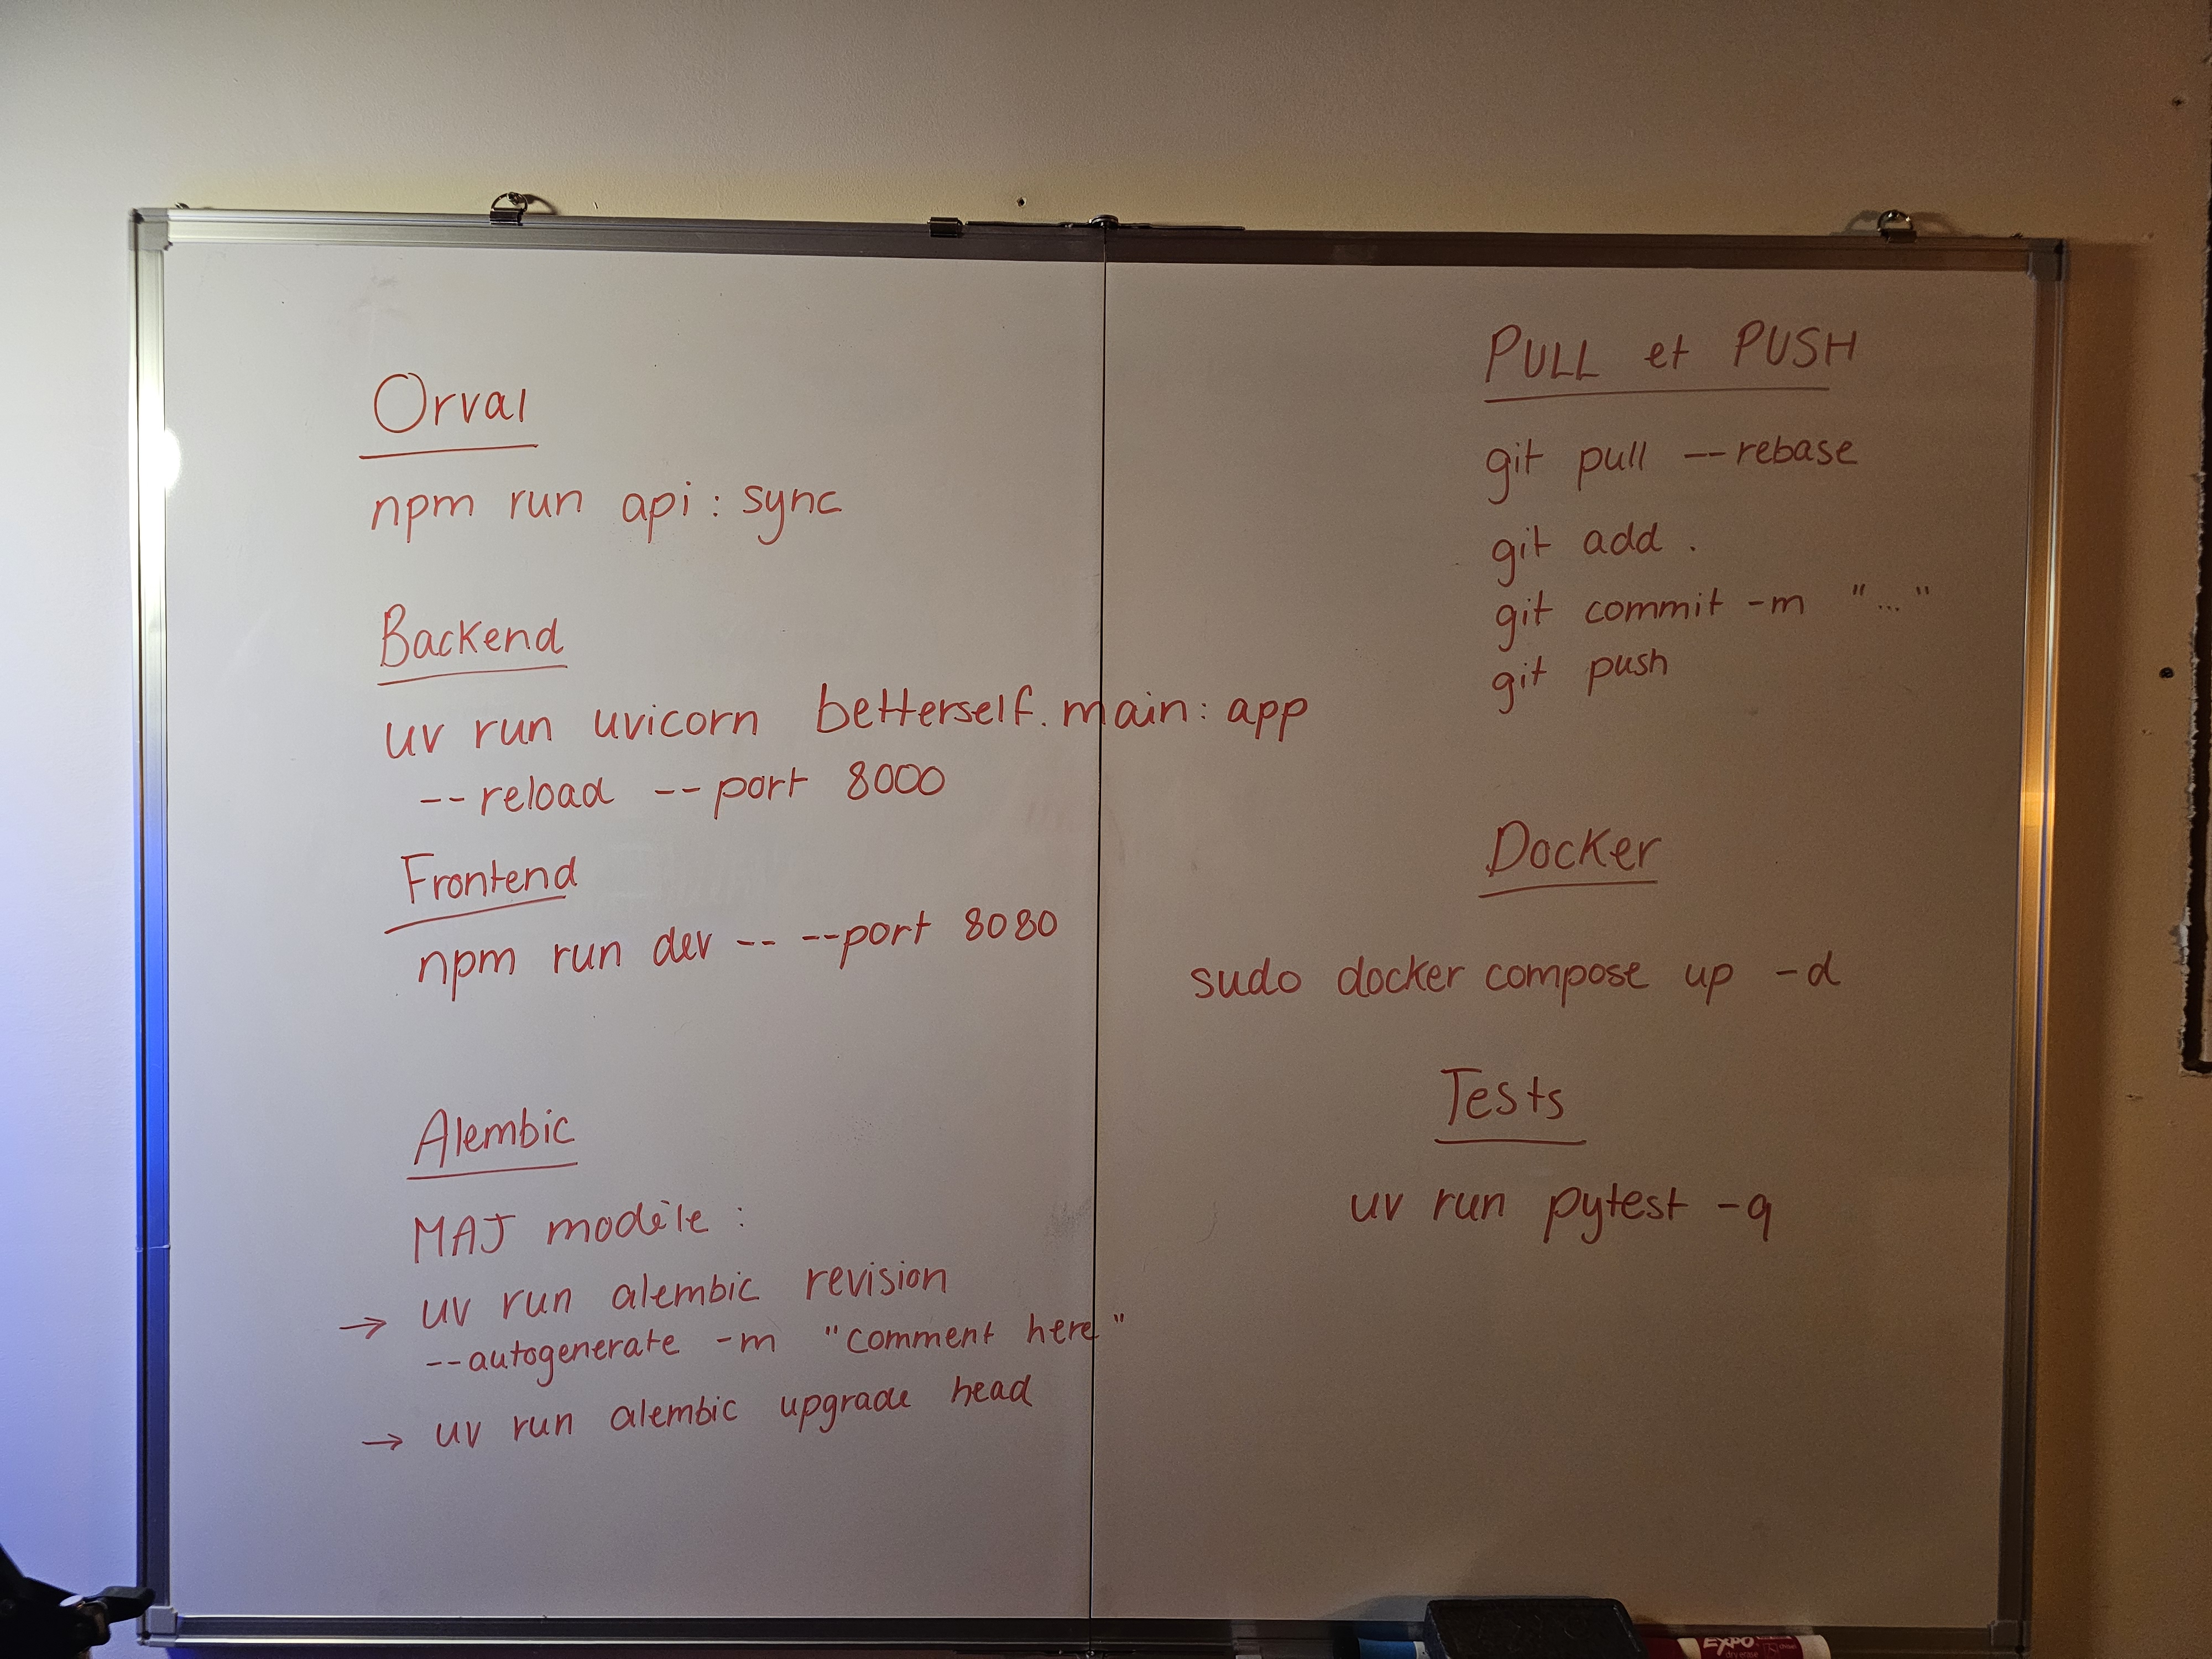 Orval
npm run api : sync
Backend
uv run uvicorn betterself.main:app
--reload --port 8000
Frontend
npm run dev -- --port 8080
Alembic
MAJ modèle :
→ uv run alembic revision
--autogenerate -m "comment here"
→ uv run alembic upgrade head
PULL et PUSH
git pull --rebase
git add .
git commit -m "..."
git push
Docker
sudo docker compose up -d
Tests
uv run pytest -q
EXPO
dry erase